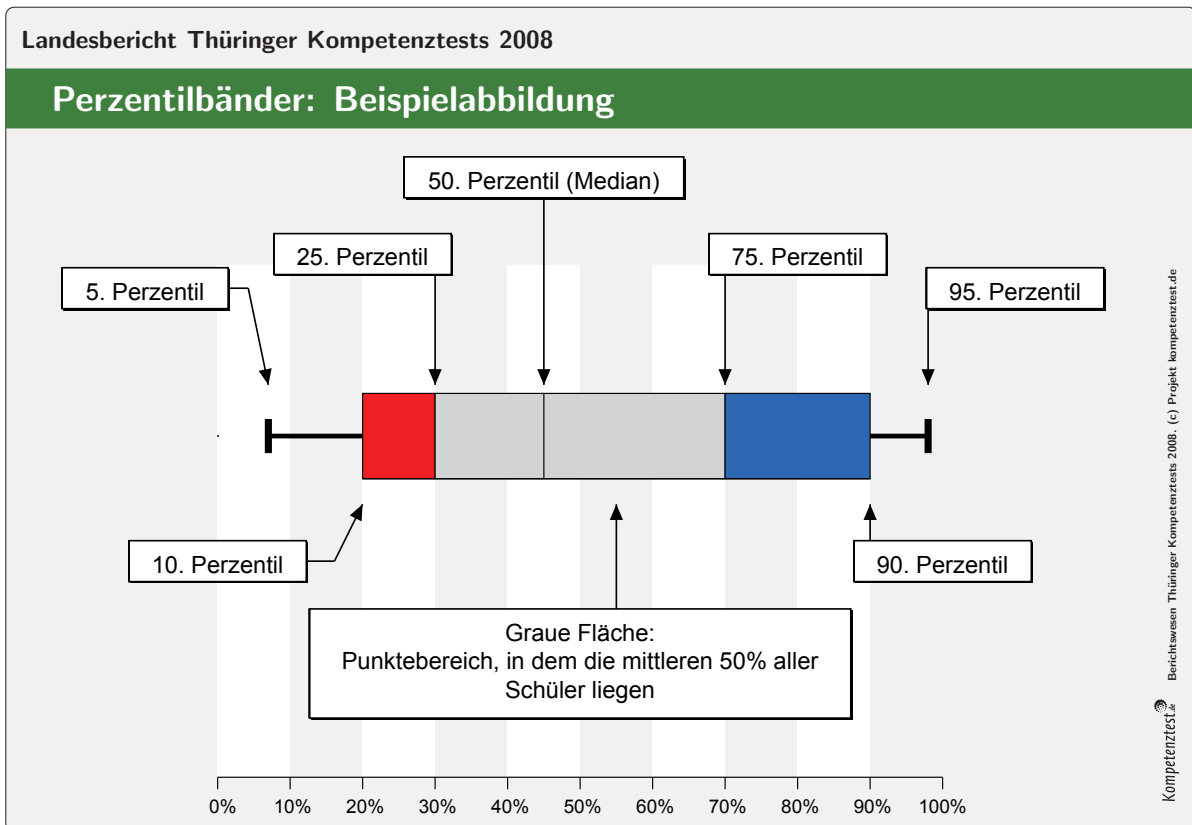 Landesbericht Thüringer Kompetenztests 2008
Perzentilbänder: Beispielabbildung
50. Perzentil (Median)
25. Perzentil
75. Perzentil
5. Perzentil
95. Perzentil
10. Perzentil
90. Perzentil
Graue Fläche:
Punktebereich, in dem die mittleren 50% aller
Schüler liegen
0% 10% 20% 30% 40% 50% 60% 70% 80% 90% 100%
Kompetenztest.de Berichtswesen Thüringer Kompetenztests 2008. (c) Projekt kompetenztest.de